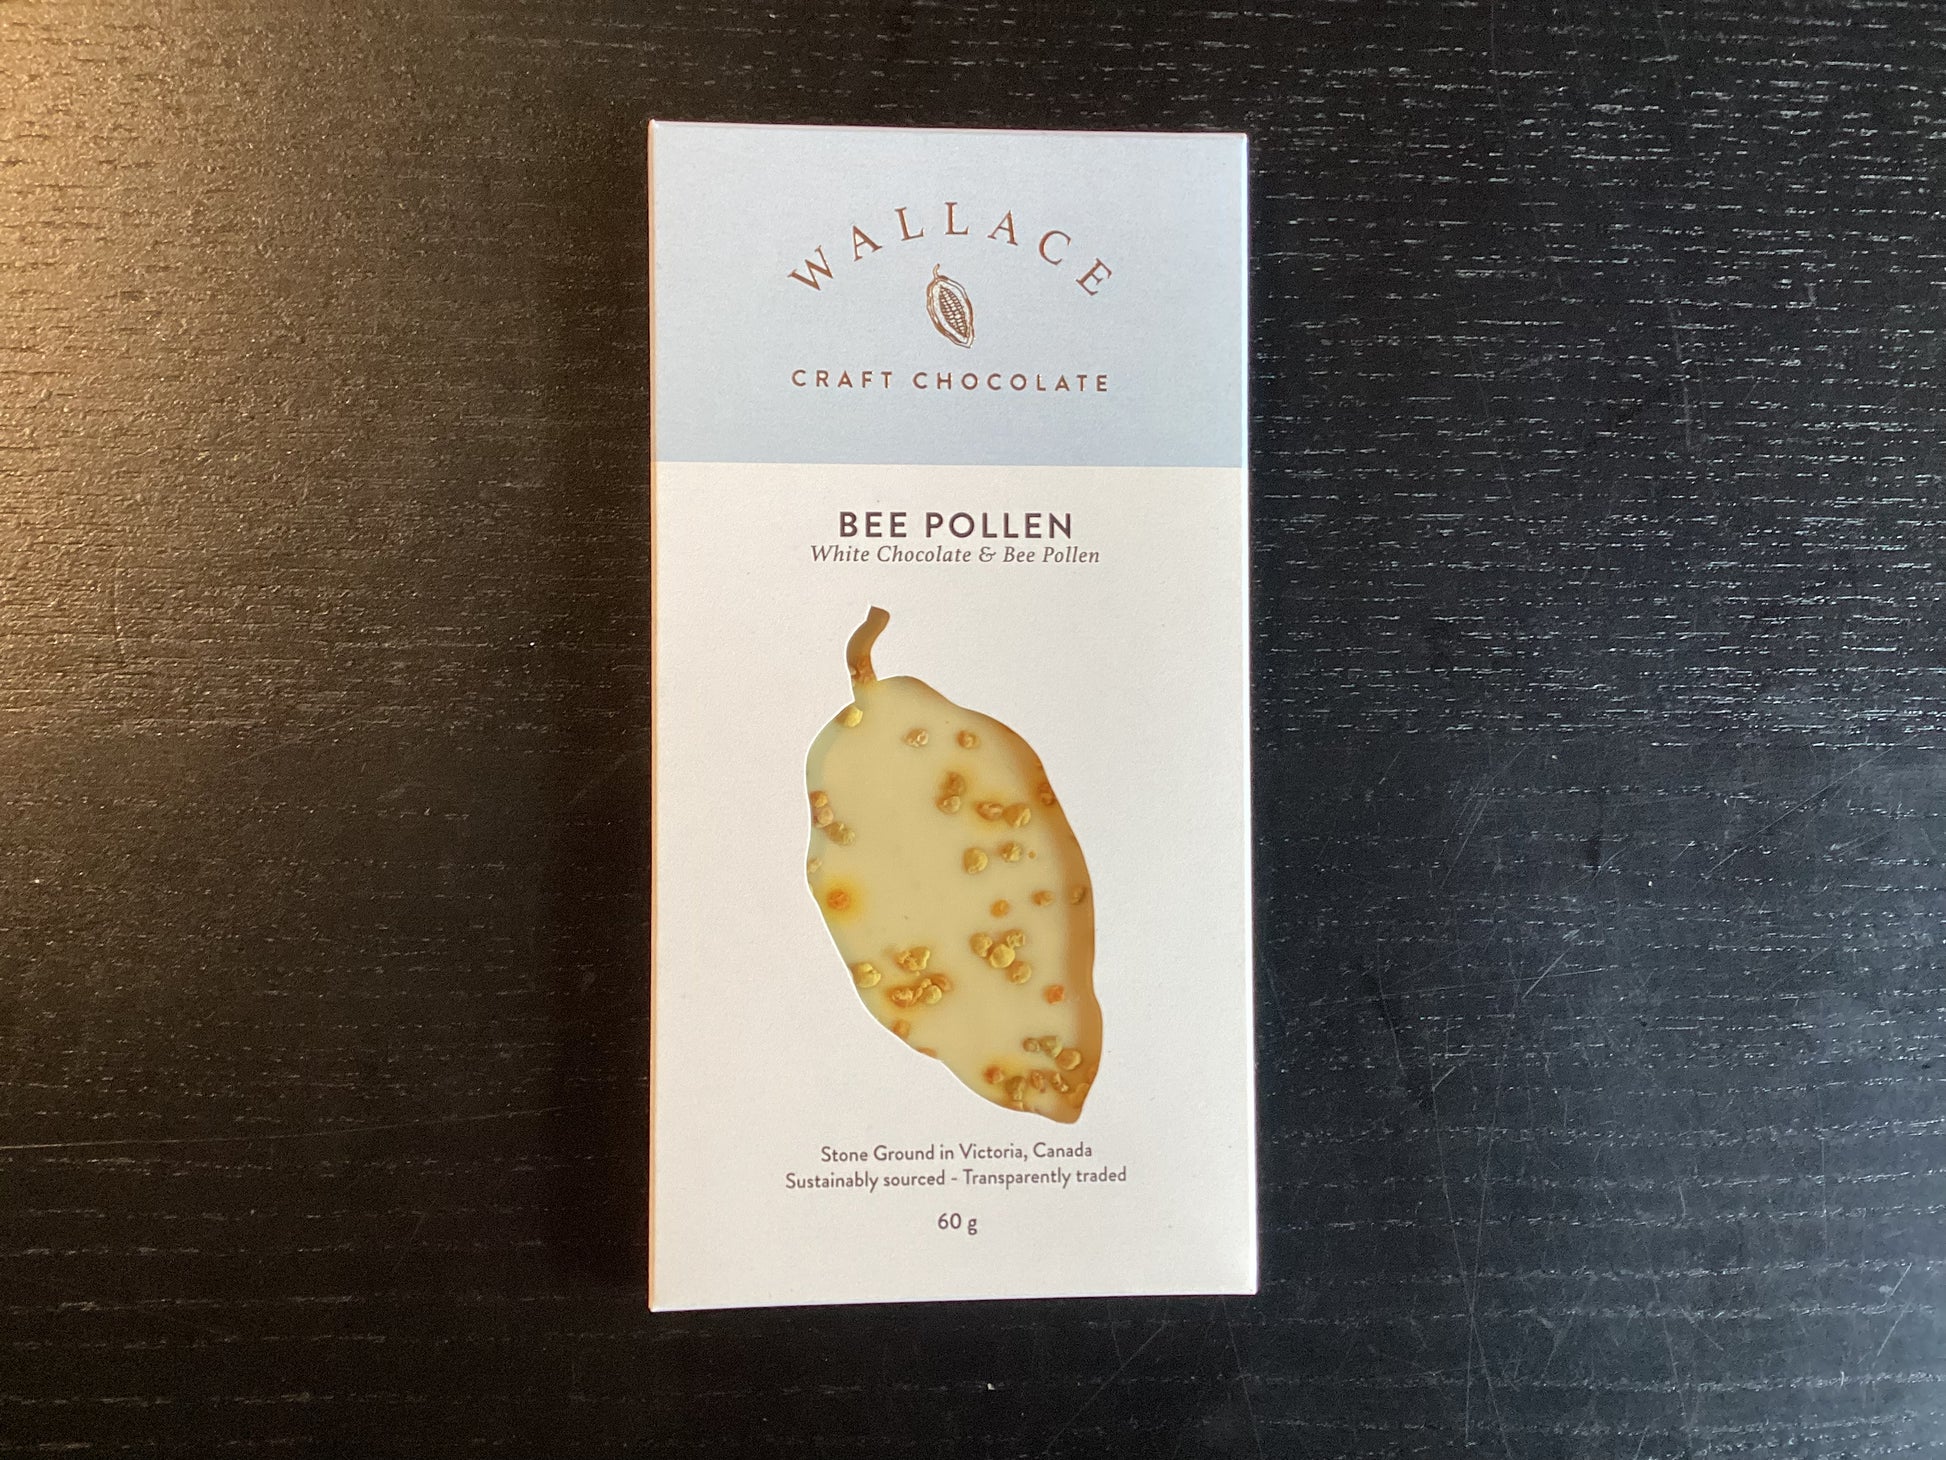 WALLACE
CRAFT CHOCOLATE
BEE POLLEN
White Chocolate & Bee Pollen
Stone Ground in Victoria, Canada
Sustainably sourced - Transparently traded
60 g